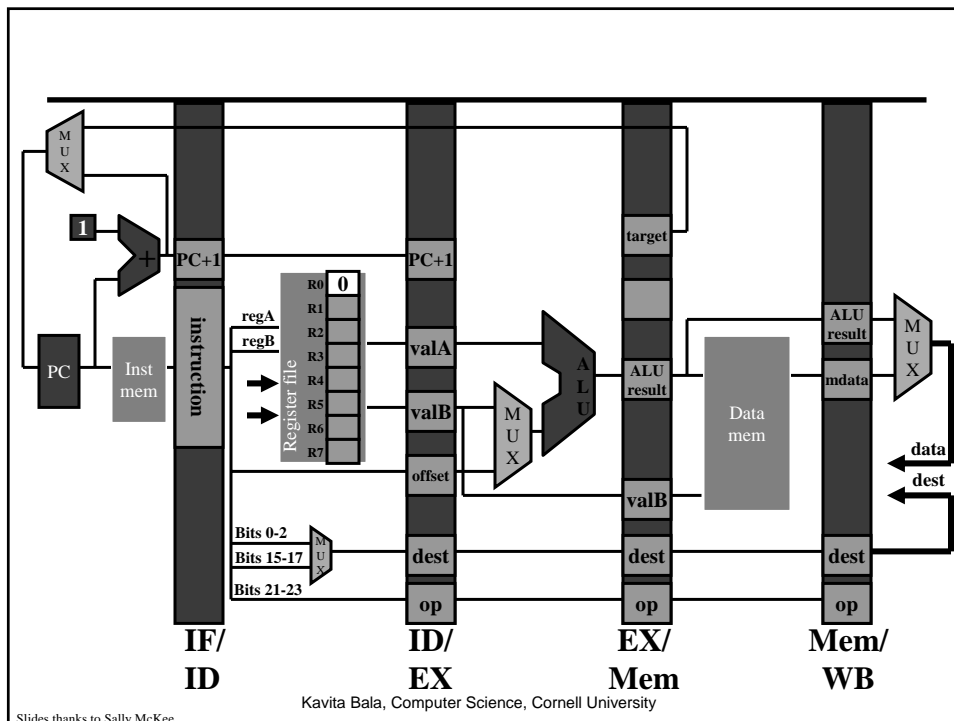 M
U
X
1
+
target
PC+1
PC+1
R0
0
R1
R2
R3
R4
R5
R6
R7
regA
regB
Register file
instruction
PC
Inst
mem
valA
valB
offset
M
U
X
A
L
U
ALU
result
valB
Data
mem
ALU
result
mdata
M
U
X
data
dest
Bits 0-2
Bits 15-17
Bits 21-23
M
U
X
dest
dest
dest
op
op
op
IF/
ID
ID/
EX
EX/
Mem
Mem/
WB
Kavita Bala, Computer Science, Cornell University
Slides thanks to Sally McKee